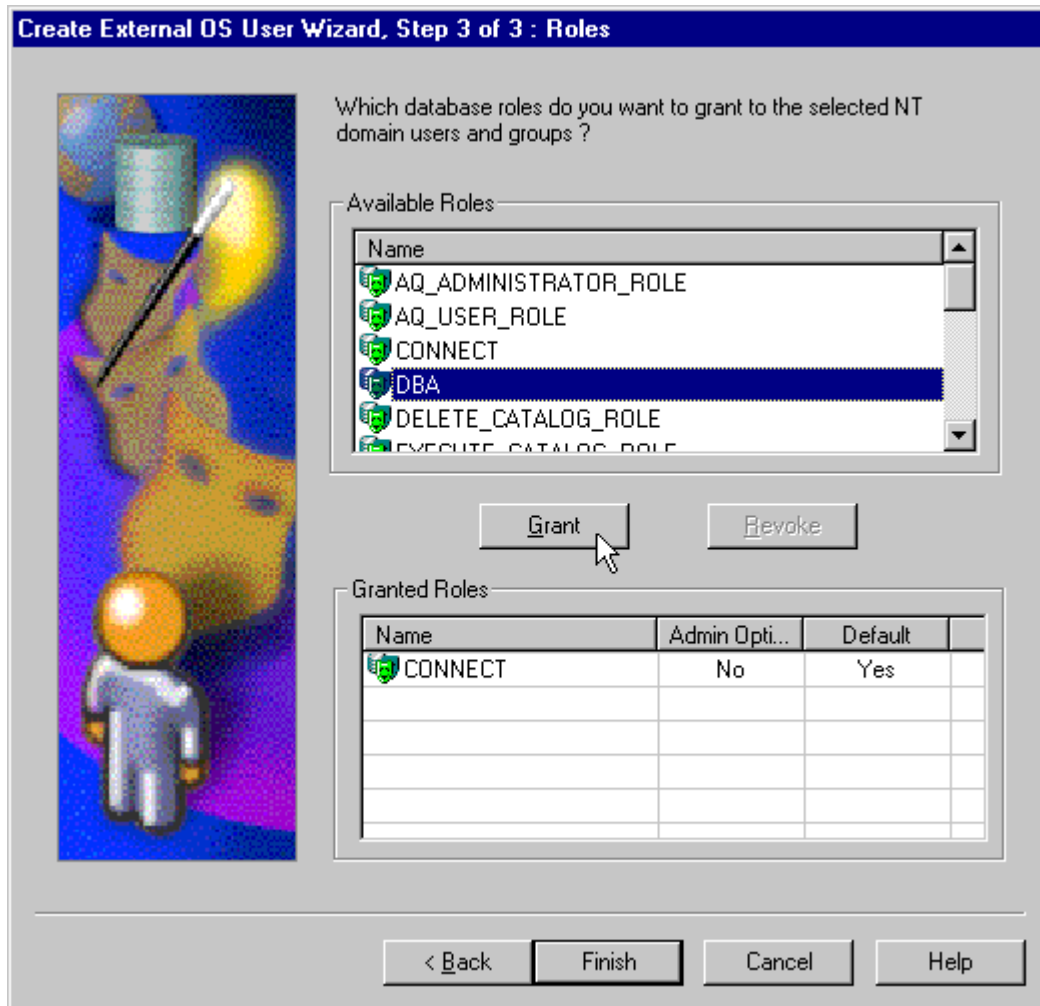 Create External OS User Wizard, Step 3 of 3 : Roles
Which database roles do you want to grant to the selected NT
domain users and groups ?
Available Roles
Name
AQ_ADMINISTRATOR_ROLE
AQ_USER_ROLE
CONNECT
DBA
DELETE_CATALOG_ROLE
EXECUTE_CATALOG_ROLE
Grant Revoke
Granted Roles
Name Admin Opti... Default
CONNECT No Yes
< Back Finish Cancel Help